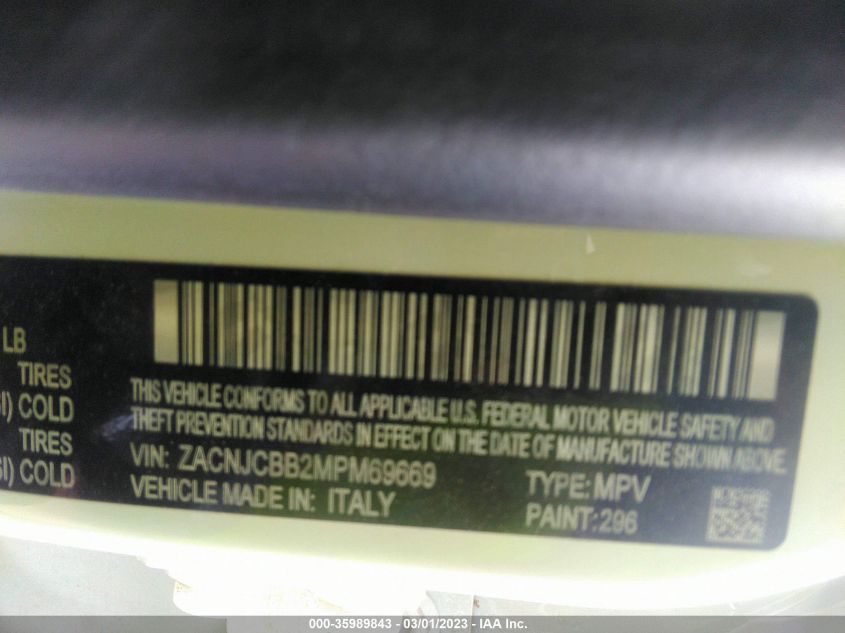 LB
TIRES
SI) COLD
TIRES
SI) COLD
THIS VEHICLE CONFORMS TO ALL APPLICABLE U.S. FEDERAL MOTOR VEHICLE SAFETY AND
THEFT PREVENTION STANDARDS IN EFFECT ON THE DATE OF MANUFACTURE SHOWN ABOVE.
VIN: ZACNJCBB2MPM69669
TYPE: MPV
VEHICLE MADE IN: ITALY
PAINT: 296
000-35989843 - 03/01/2023 - © IAA Inc.